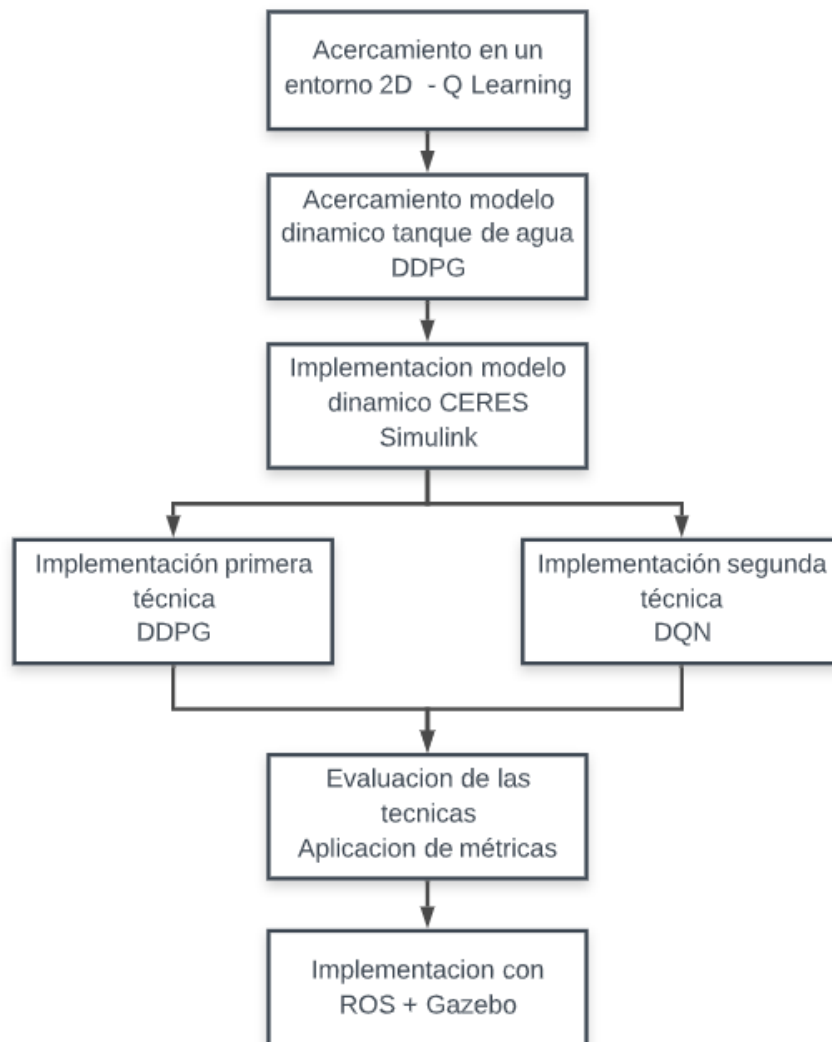 Acercamiento en un
entorno 2D - Q Learning
Acercamiento modelo
dinamico tanque de agua
DDPG
Implementacion modelo
dinamico CERES
Simulink
Implementación primera
técnica
DDPG
Implementación segunda
técnica
DQN
Evaluacion de las
tecnicas
Aplicacion de métricas
Implementacion con
ROS + Gazebo